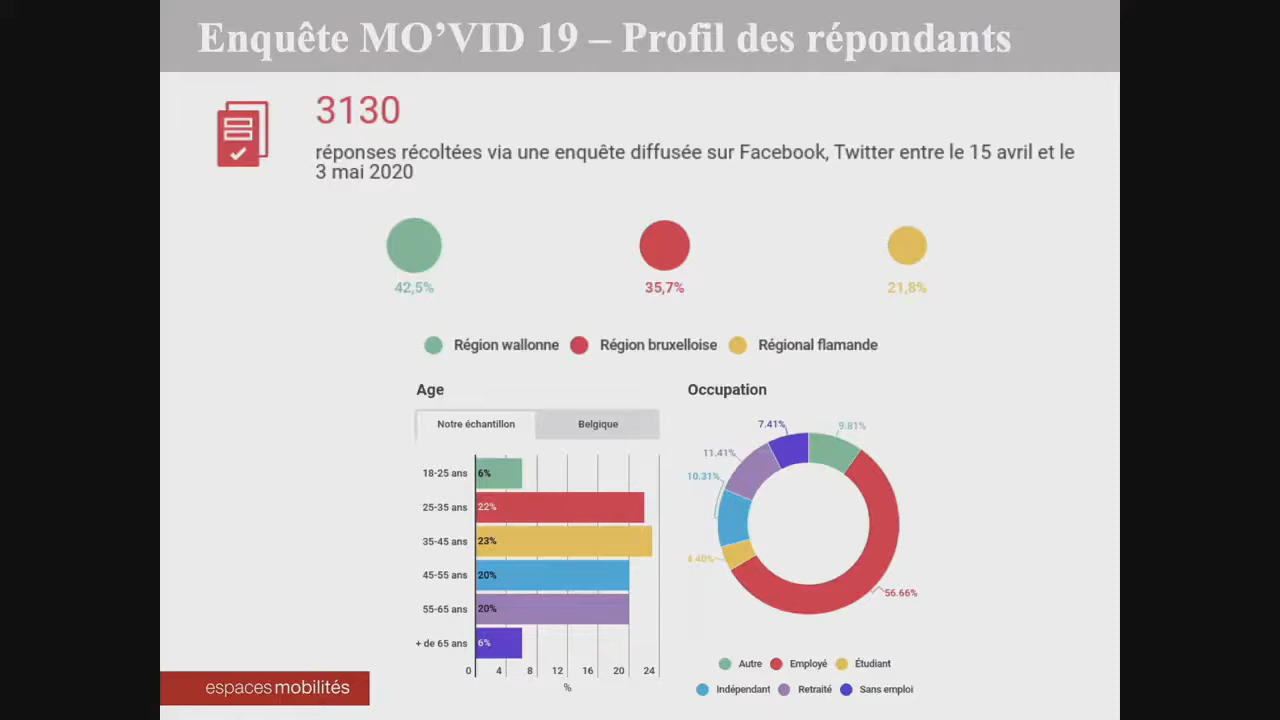 Enquête MO’VID 19 – Profil des répondants
3130
réponses récoltées via une enquête diffusée sur Facebook, Twitter entre le 15 avril et le
3 mai 2020
42,5%
35,7%
21,8%
Région wallonne
Région bruxelloise
Régional flamande
Age
Notre échantillon
Belgique
18-25 ans 6%
25-35 ans 22%
35-45 ans 23%
45-55 ans 20%
55-65 ans 20%
+ de 65 ans 6%
0 4 8 12 16 20 24
%
Occupation
7.41%
9.81%
11.41%
10.31%
4.40%
56.66%
Autre Employé Étudiant
Indépendant Retraité Sans emploi
espaces mobilités